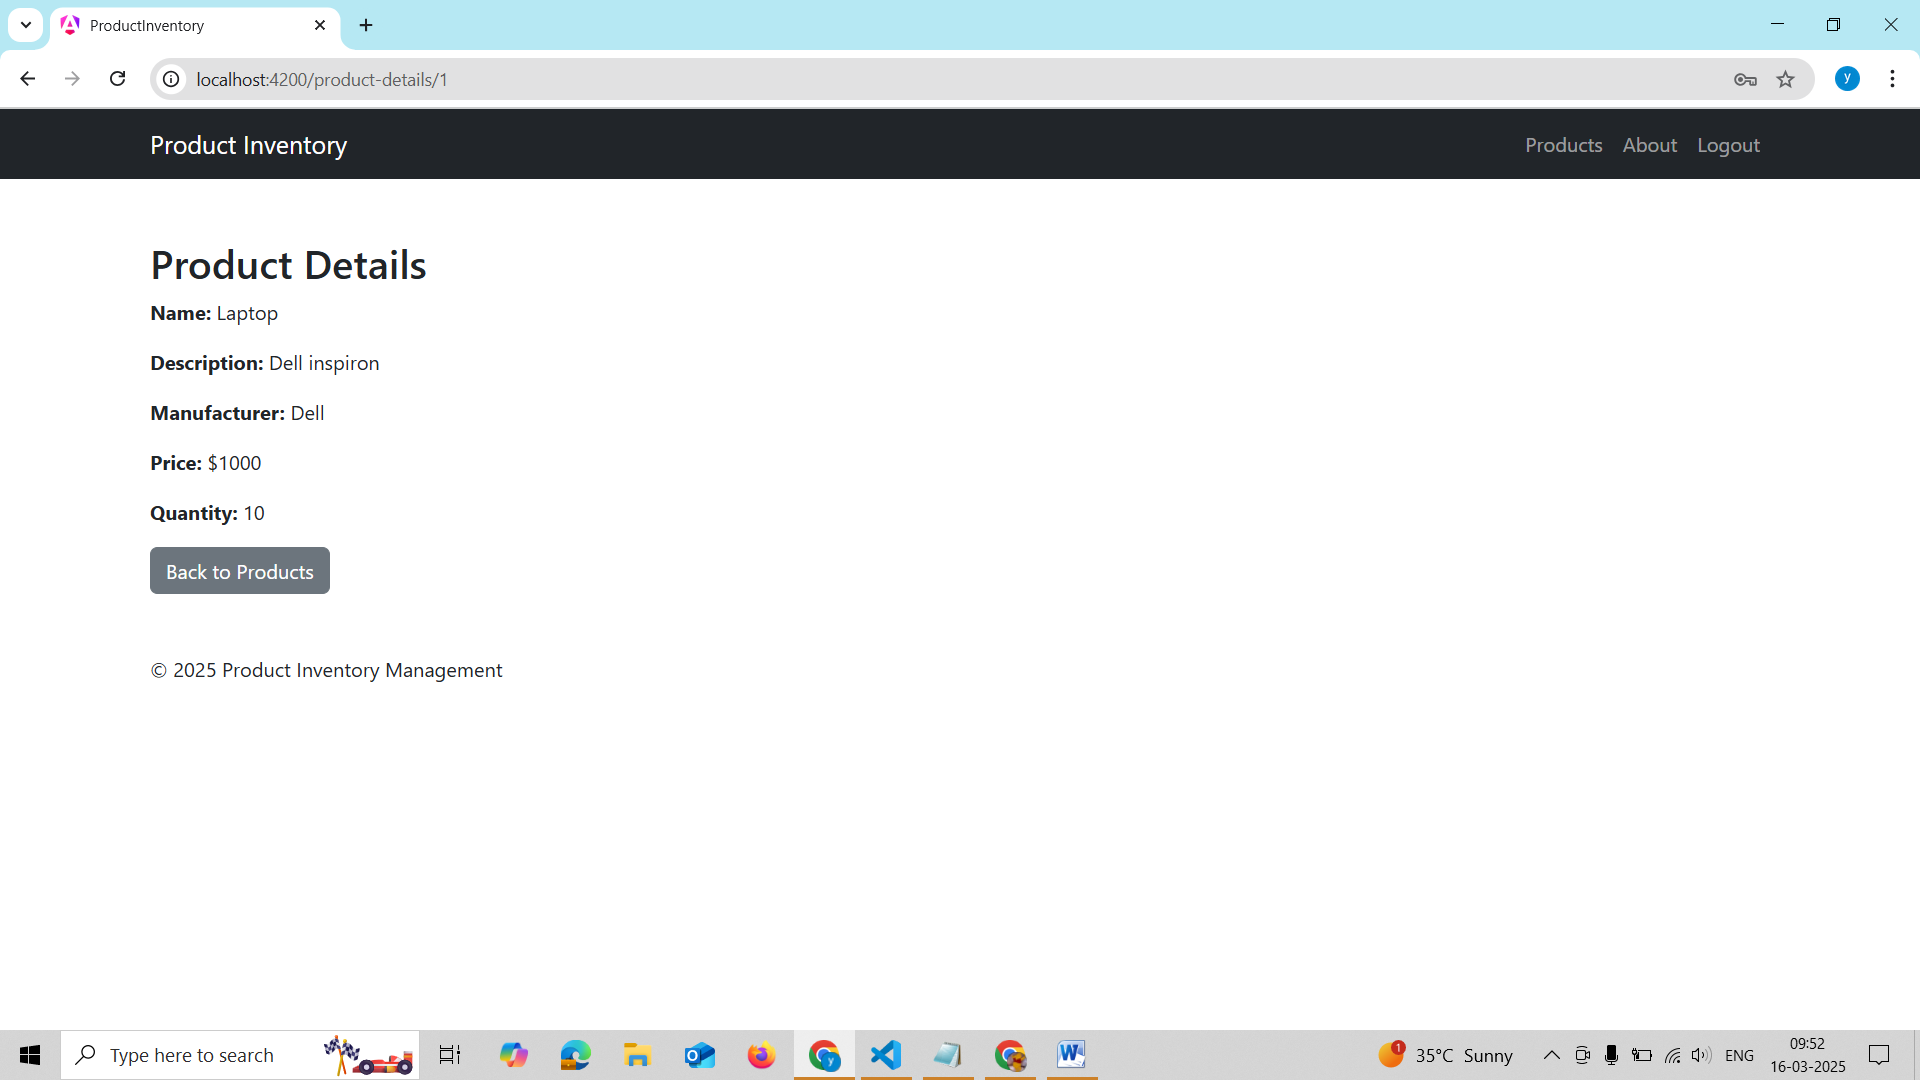 ProductInventory
localhost:4200/product-details/1
y
Product Inventory
Products About Logout
Product Details
Name: Laptop
Description: Dell inspiron
Manufacturer: Dell
Price: $1000
Quantity: 10
Back to Products
© 2025 Product Inventory Management
Type here to search
y
1
35°C Sunny
ENG
09:52
16-03-2025